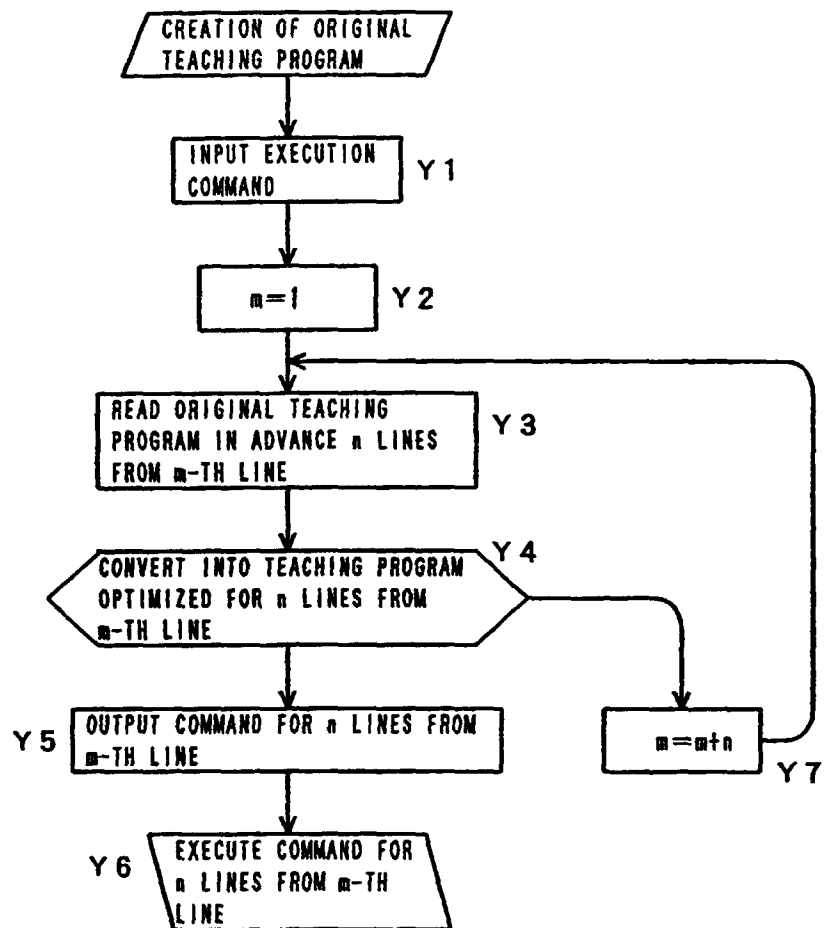 CREATION OF ORIGINAL
TEACHING PROGRAM
INPUT EXECUTION
COMMAND
Y1
m=1
Y2
READ ORIGINAL TEACHING
PROGRAM IN ADVANCE n LINES
FROM m-TH LINE
Y3
Y4
CONVERT INTO TEACHING PROGRAM
OPTIMIZED FOR n LINES FROM
m-TH LINE
Y5
OUTPUT COMMAND FOR n LINES FROM
m-TH LINE
m=m+n
Y7
Y6
EXECUTE COMMAND FOR
n LINES FROM m-TH
LINE